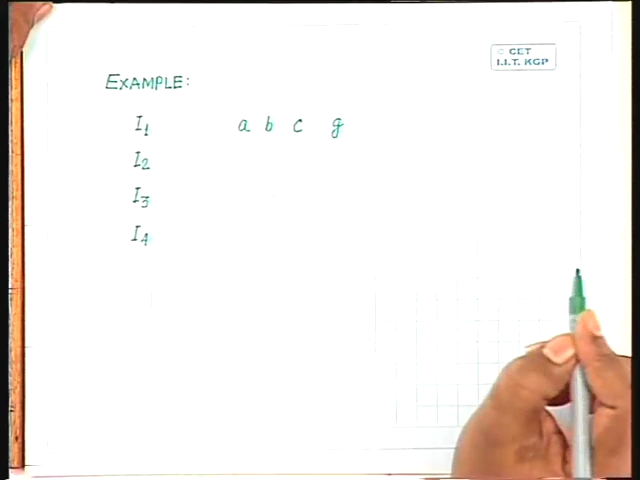 © CET
I.I.T. KGP
EXAMPLE:
I₁ a b c g
I₂
I₃
I₄